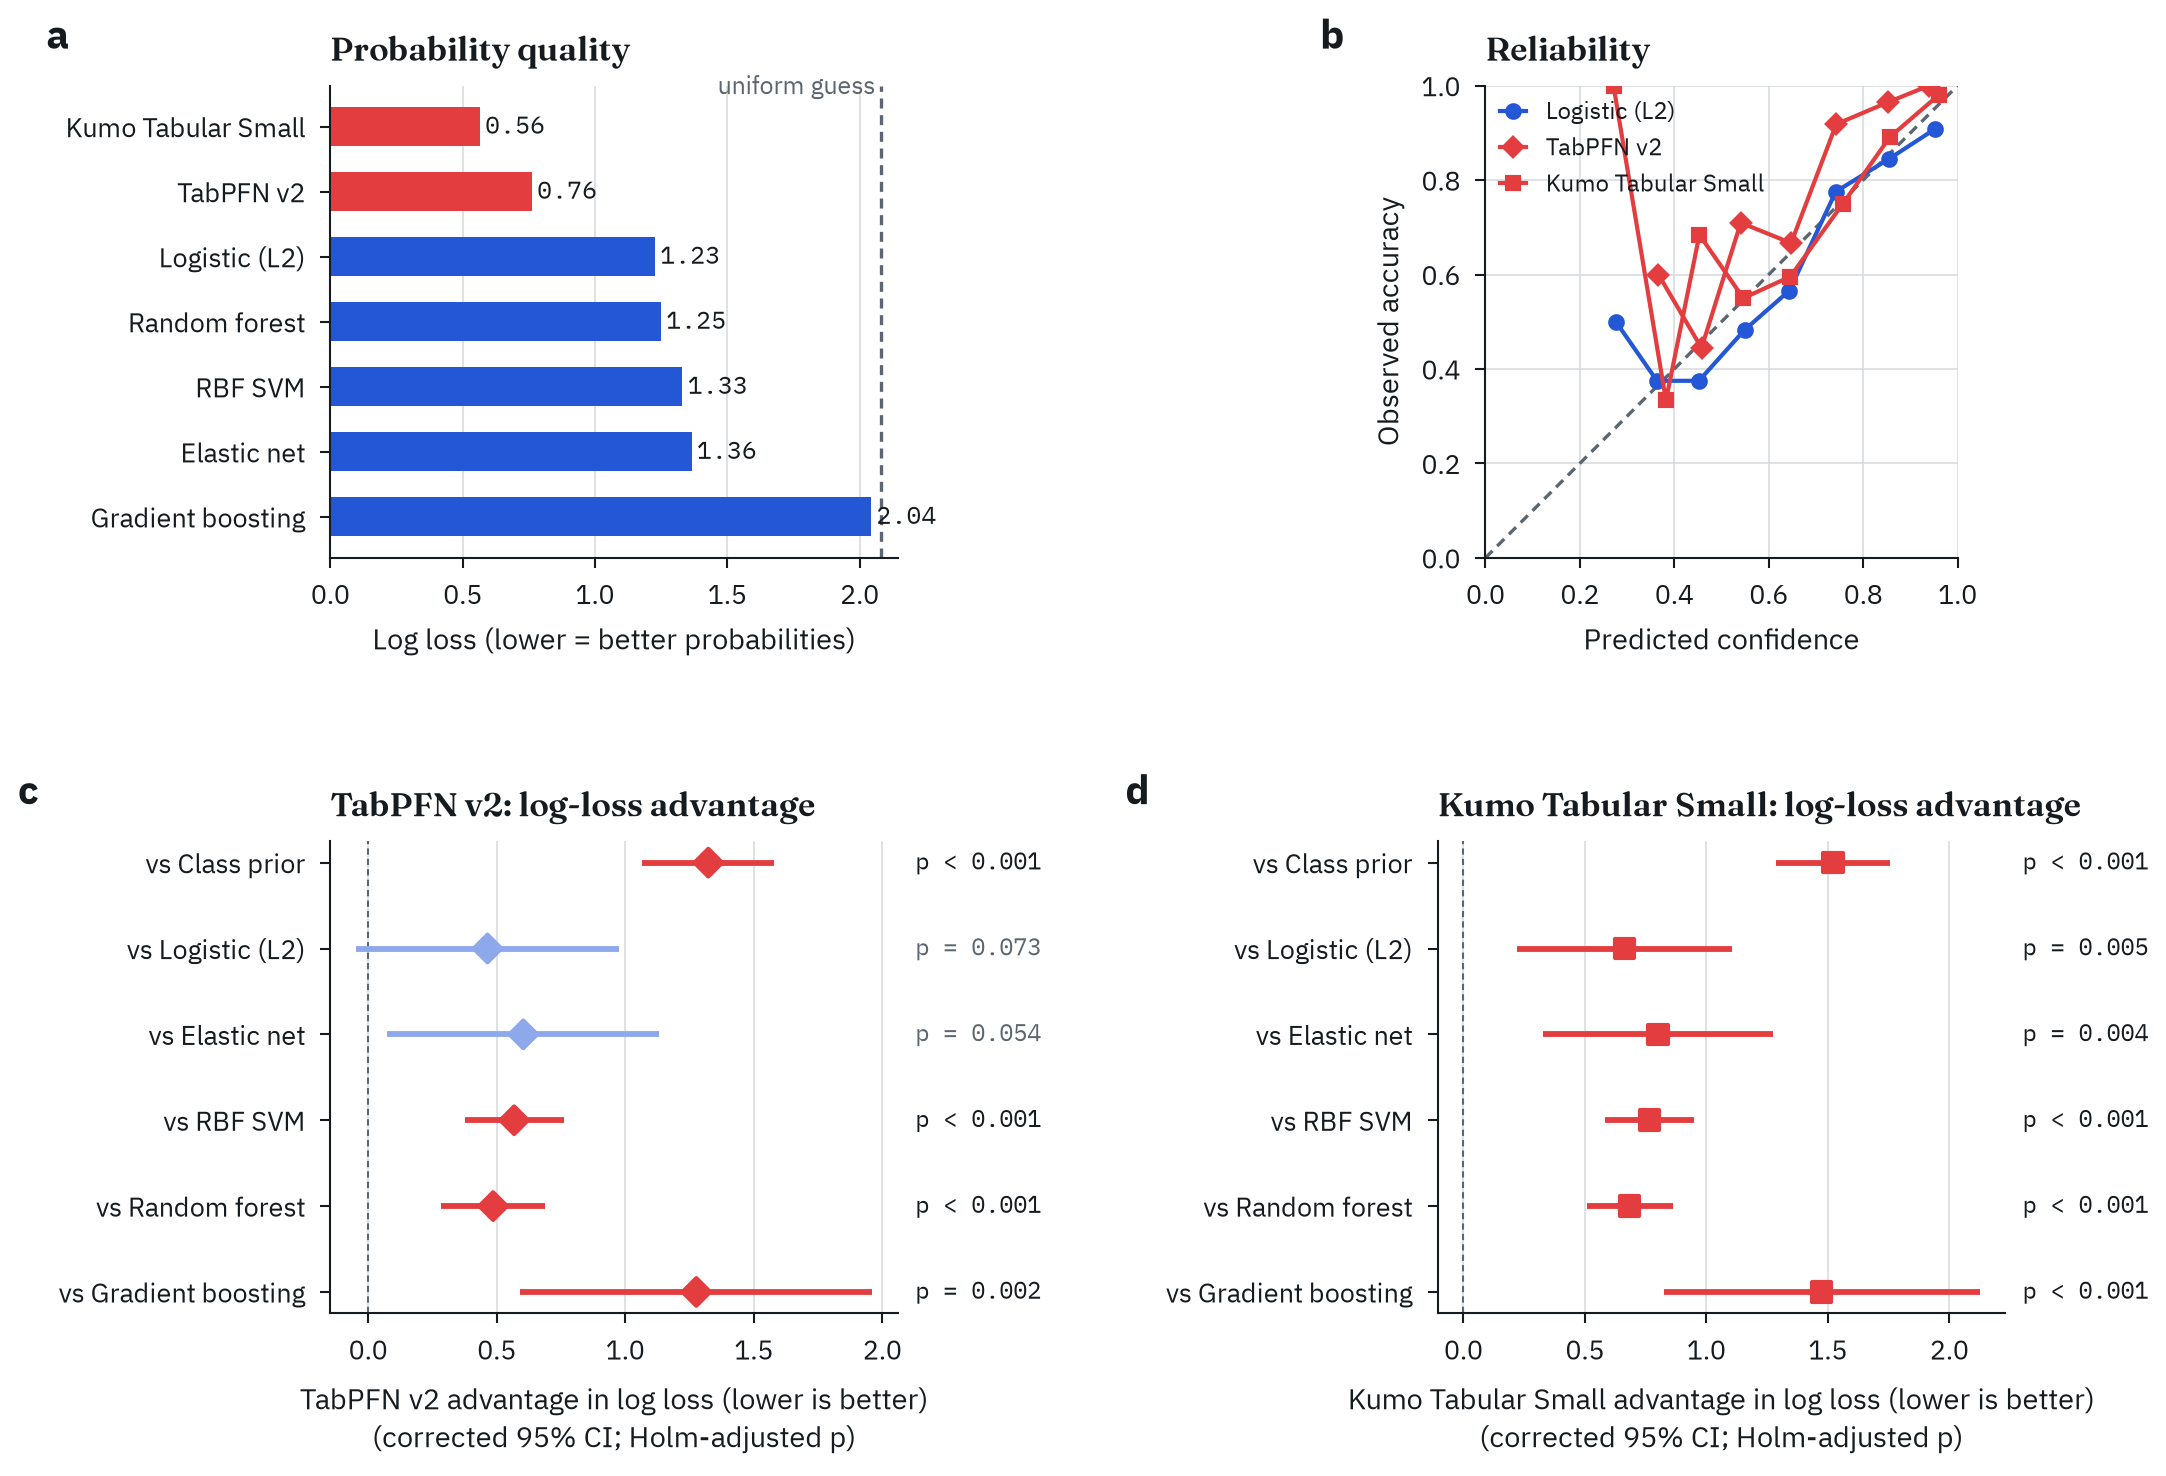 a
Probability quality
uniform guess
Kumo Tabular Small
0.56
TabPFN v2
0.76
Logistic (L2)
1.23
Random forest
1.25
RBF SVM
1.33
Elastic net
1.36
Gradient boosting
2.04
0.0 0.5 1.0 1.5 2.0
Log loss (lower = better probabilities)
b
Reliability
Logistic (L2)
TabPFN v2
Kumo Tabular Small
1.0
0.8
0.6
0.4
0.2
0.0
Observed accuracy
0.0 0.2 0.4 0.6 0.8 1.0
Predicted confidence
c
TabPFN v2: log-loss advantage
vs Class prior p < 0.001
vs Logistic (L2) p = 0.073
vs Elastic net p = 0.054
vs RBF SVM p < 0.001
vs Random forest p < 0.001
vs Gradient boosting p = 0.002
0.0 0.5 1.0 1.5 2.0
TabPFN v2 advantage in log loss (lower is better)
(corrected 95% CI; Holm-adjusted p)
d
Kumo Tabular Small: log-loss advantage
vs Class prior p < 0.001
vs Logistic (L2) p = 0.005
vs Elastic net p = 0.004
vs RBF SVM p < 0.001
vs Random forest p < 0.001
vs Gradient boosting p < 0.001
0.0 0.5 1.0 1.5 2.0
Kumo Tabular Small advantage in log loss (lower is better)
(corrected 95% CI; Holm-adjusted p)